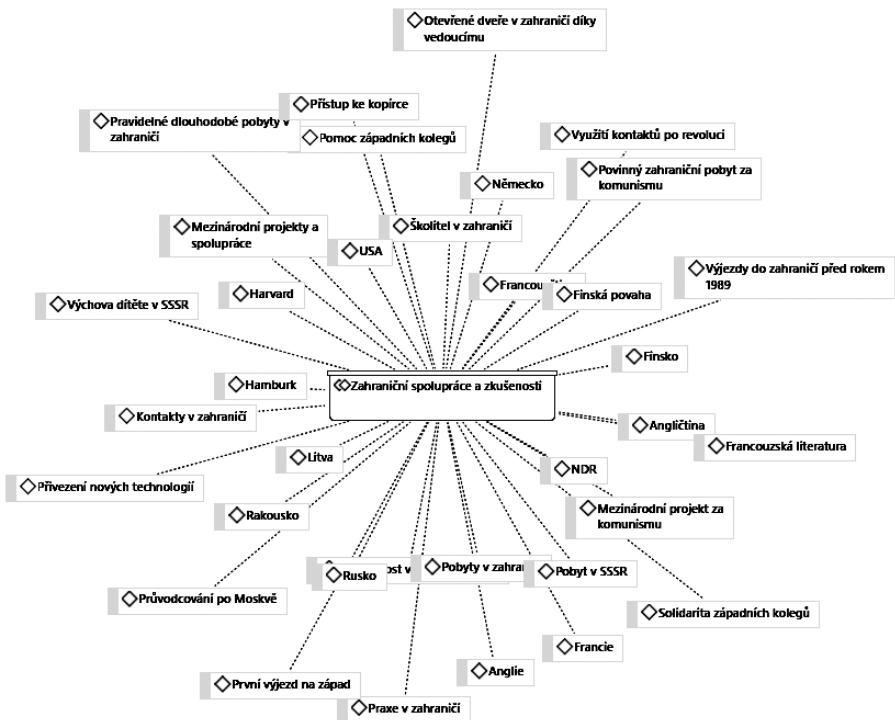 Otevřené dveře v zahraničí díky
vedoucímu
Přístup ke kopírce
Pravidelné dlouhodobé pobyty v
zahraničí
Pomoc západních kolegů
Využití kontaktů po revoluci
Povinný zahraniční pobyt za
komunismu
Německo
Mezinárodní projekty a
spolupráce
Školitel v zahraničí
USA
Výjezdy do zahraničí před rokem
1989
Harvard
Finská povaha
Výchova dítěte v SSSR
Finsko
Zahraniční spolupráce a zkušenosti
Hamburk
Kontakty v zahraničí
Angličtina
Francouzská literatura
Litva
NDR
Přivezení nových technologií
Rakousko
Mezinárodní projekt za
komunismu
Rusko
Pobyty v
Pobyt v SSSR
Průvodcování po Moskvě
Solidarita západních kolegů
Francie
Anglie
První výjezd na západ
Praxe v zahraničí